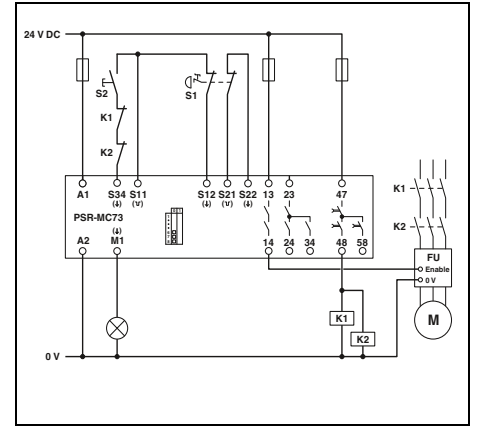 24 V DC
S2
S1
K1
K2
A1 S34 S11 S12 S21 S22 13 23 47
PSR-MC73
A2 M1 14 24 34 48 58
K1
K2
FU
Enable
0 V
M
K1
K2
0 V